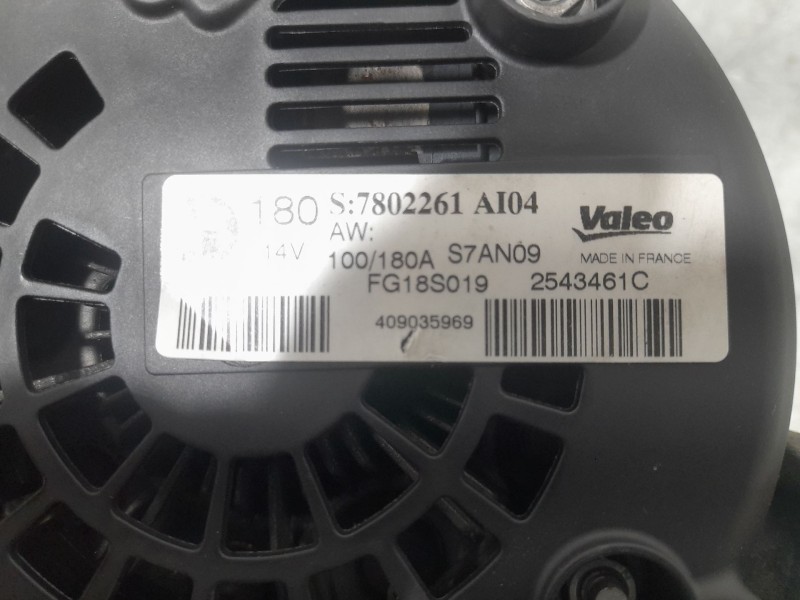 180 S:7802261 AI04 Valeo
AW:
14V 100/180A S7AN09 MADE IN FRANCE
FG18S019 2543461C
409035969